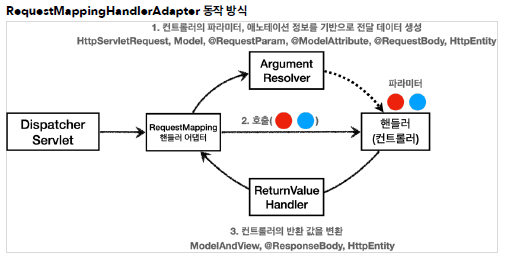 RequestMappingHandlerAdapter 동작 방식
1. 컨트롤러의 파라미터, 애노테이션 정보를 기반으로 전달 데이터 생성
HttpServletRequest, Model, @RequestParam, @ModelAttribute, @RequestBody, HttpEntity
Argument
Resolver
파라미터
Dispatcher
Servlet
RequestMapping
핸들러 어댑터
2. 호출( )
핸들러
(컨트롤러)
ReturnValue
Handler
3. 컨트롤러의 반환 값을 변환
ModelAndView, @ResponseBody, HttpEntity